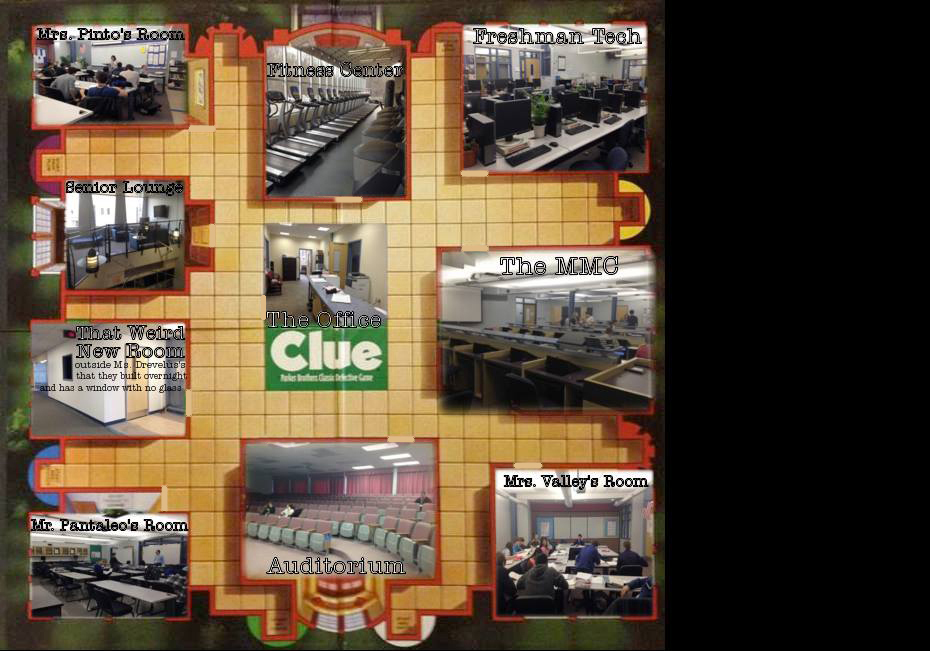 Mrs. Pinto's Room
Fitness Center
Freshman Tech
Senior Lounge
The MMC
The Office
Clue
Parker Brothers Classic Detective Game
That Weird
New Room
outside Ms. Drevelus's
that they built overnight
and has a window with no glass.
Mrs. Valley's Room
Mr. Pantaleo's Room
Auditorium